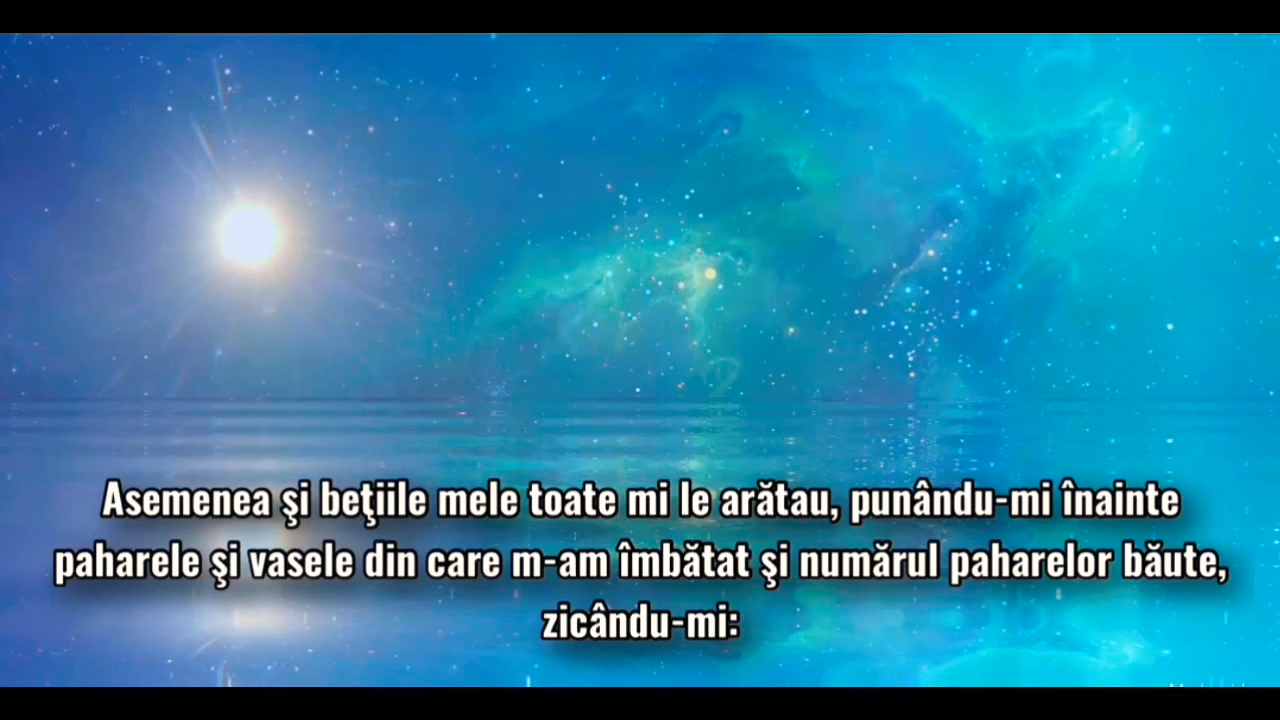 Asemenea şi beţiile mele toate mi le arătau, punându-mi înainte
paharele şi vasele din care m-am îmbătat şi numărul paharelor băute,
zicându-mi: